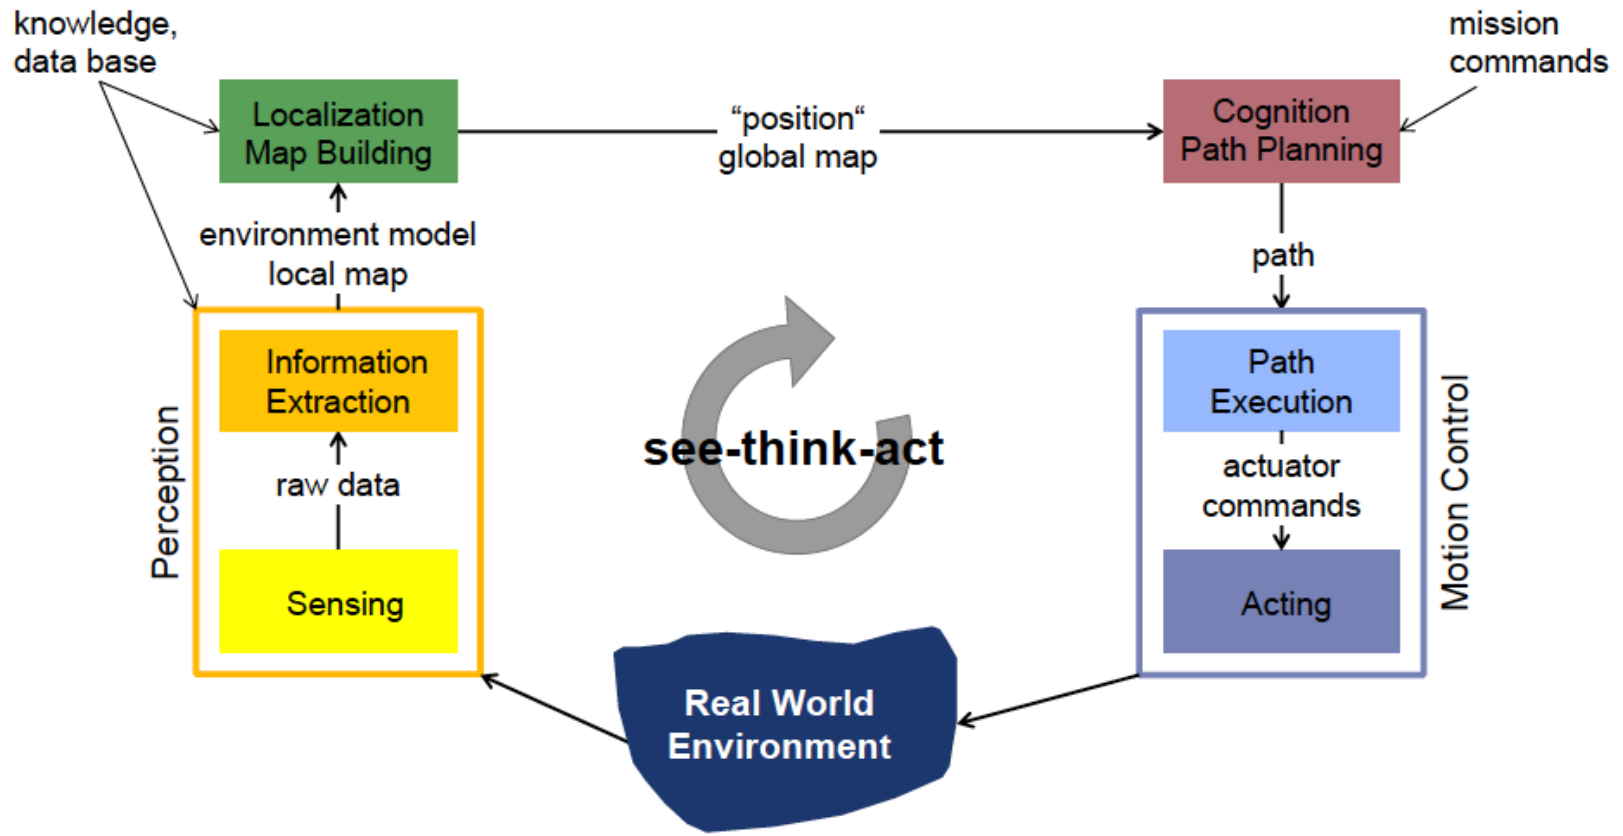 knowledge,
data base
mission
commands
Localization
Map Building
“position“
global map
Cognition
Path Planning
environment model
local map
path
Information
Extraction
Path
Execution
Perception
raw data
see-think-act
actuator
commands
Motion Control
Sensing
Acting
Real World
Environment